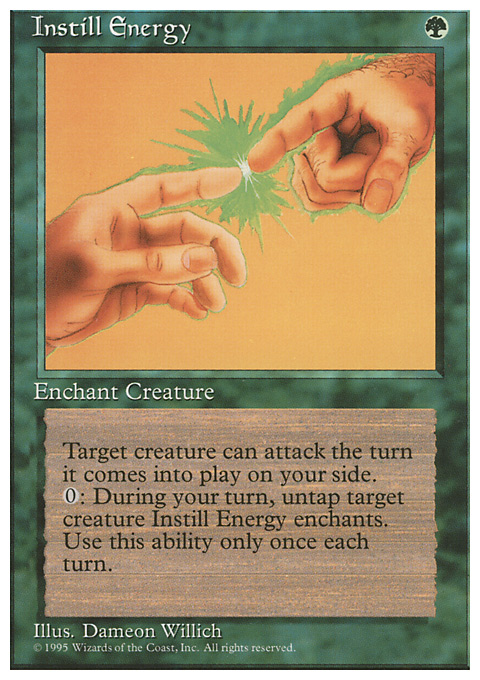 Instill Energy
Enchant Creature
Target creature can attack the turn
it comes into play on your side.
0: During your turn, untap target
creature Instill Energy enchants.
Use this ability only once each
turn.
Illus. Dameon Willich
© 1995 Wizards of the Coast, Inc. All rights reserved.